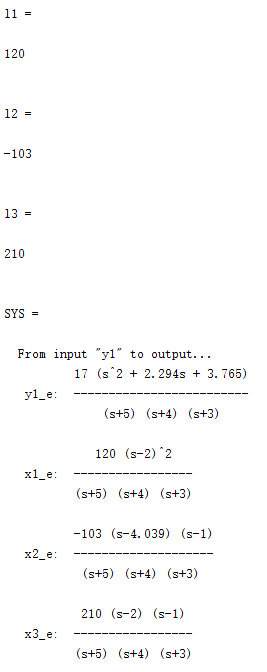 l1 =
120
l2 =
-103
l3 =
210
SYS =
From input "y1" to output...
17 (s^2 + 2.294s + 3.765)
y1_e: -------------------------
(s+5) (s+4) (s+3)
120 (s-2)^2
x1_e: -----------------
(s+5) (s+4) (s+3)
-103 (s-4.039) (s-1)
x2_e: --------------------
(s+5) (s+4) (s+3)
210 (s-2) (s-1)
x3_e: -----------------
(s+5) (s+4) (s+3)